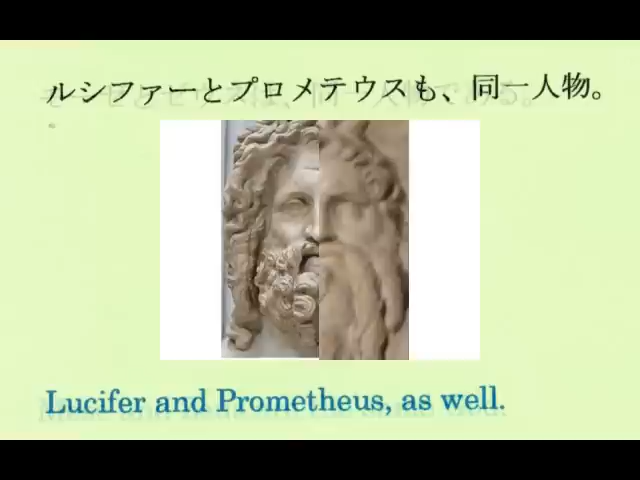 ルシファーとプロメテウスも、同一人物。
Lucifer and Prometheus, as well.